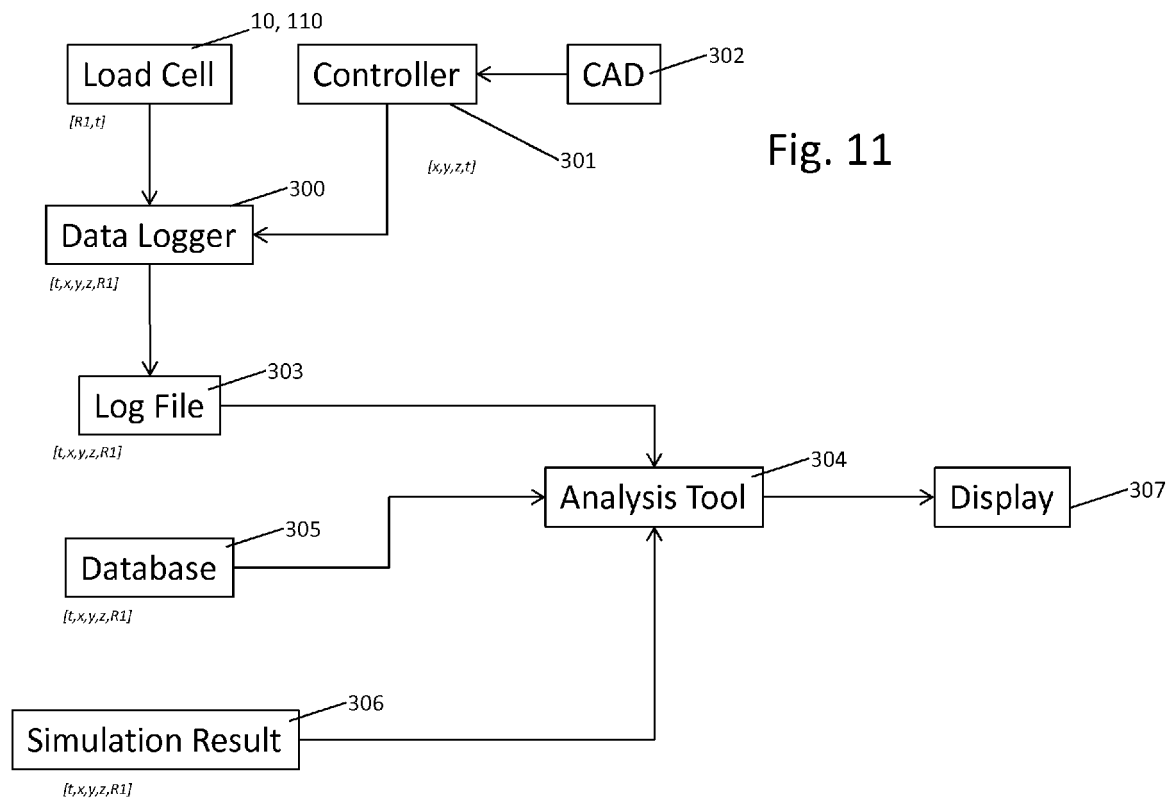 10, 110
Load Cell
Controller
CAD
302
[R1,t]
301
[x,y,z,t]
Fig. 11
300
Data Logger
[t,x,y,z,R1]
303
Log File
[t,x,y,z,R1]
304
Analysis Tool
Display
307
305
Database
[t,x,y,z,R1]
306
Simulation Result
[t,x,y,z,R1]